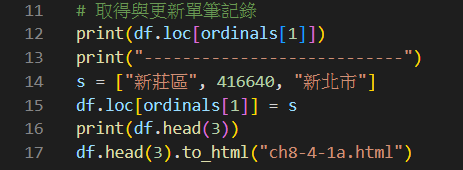 11 # 取得與更新單筆記錄
12 print(df.loc[ordinals[1]])
13 print("---------------------------")
14 s = ["新莊區", 416640, "新北市"]
15 df.loc[ordinals[1]] = s
16 print(df.head(3))
17 df.head(3).to_html("ch8-4-1a.html")